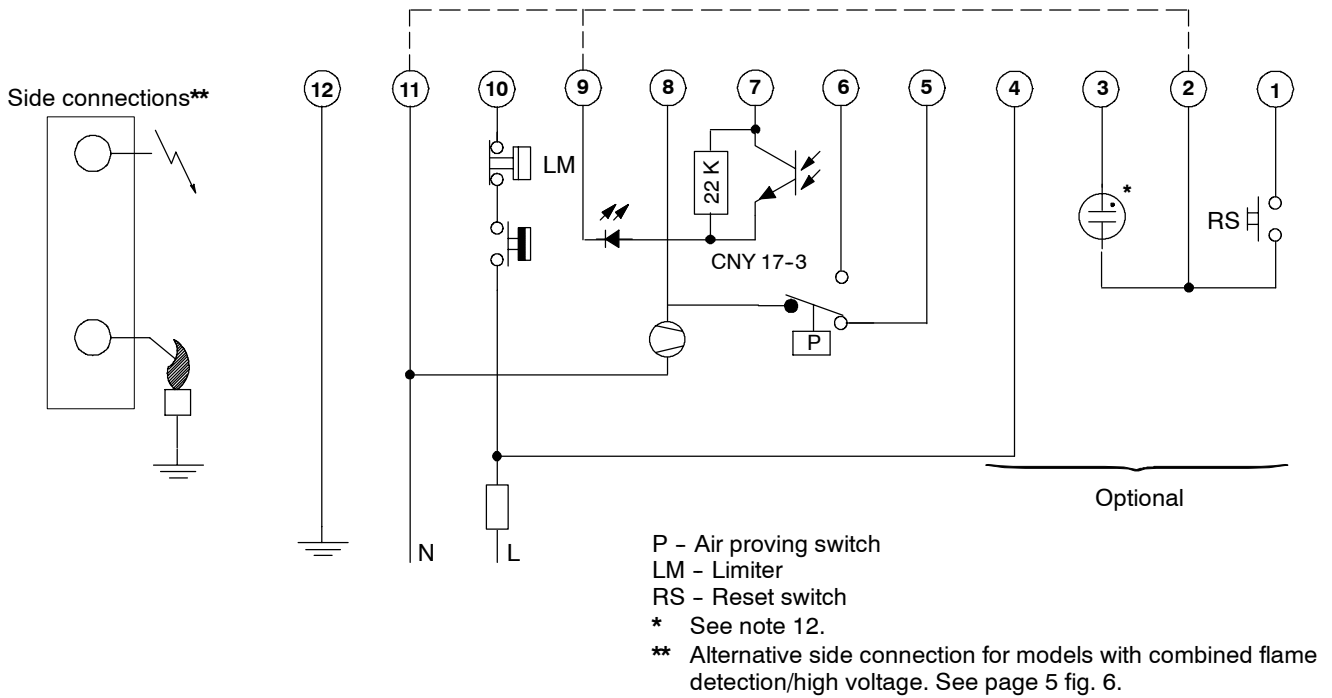 12 11 10 9 8 7 6 5 4 3 2 1
Side connections**
LM
22 K
*
RS
CNY 17-3
P
Optional
N L
P - Air proving switch
LM - Limiter
RS - Reset switch
* See note 12.
** Alternative side connection for models with combined flame
detection/high voltage. See page 5 fig. 6.